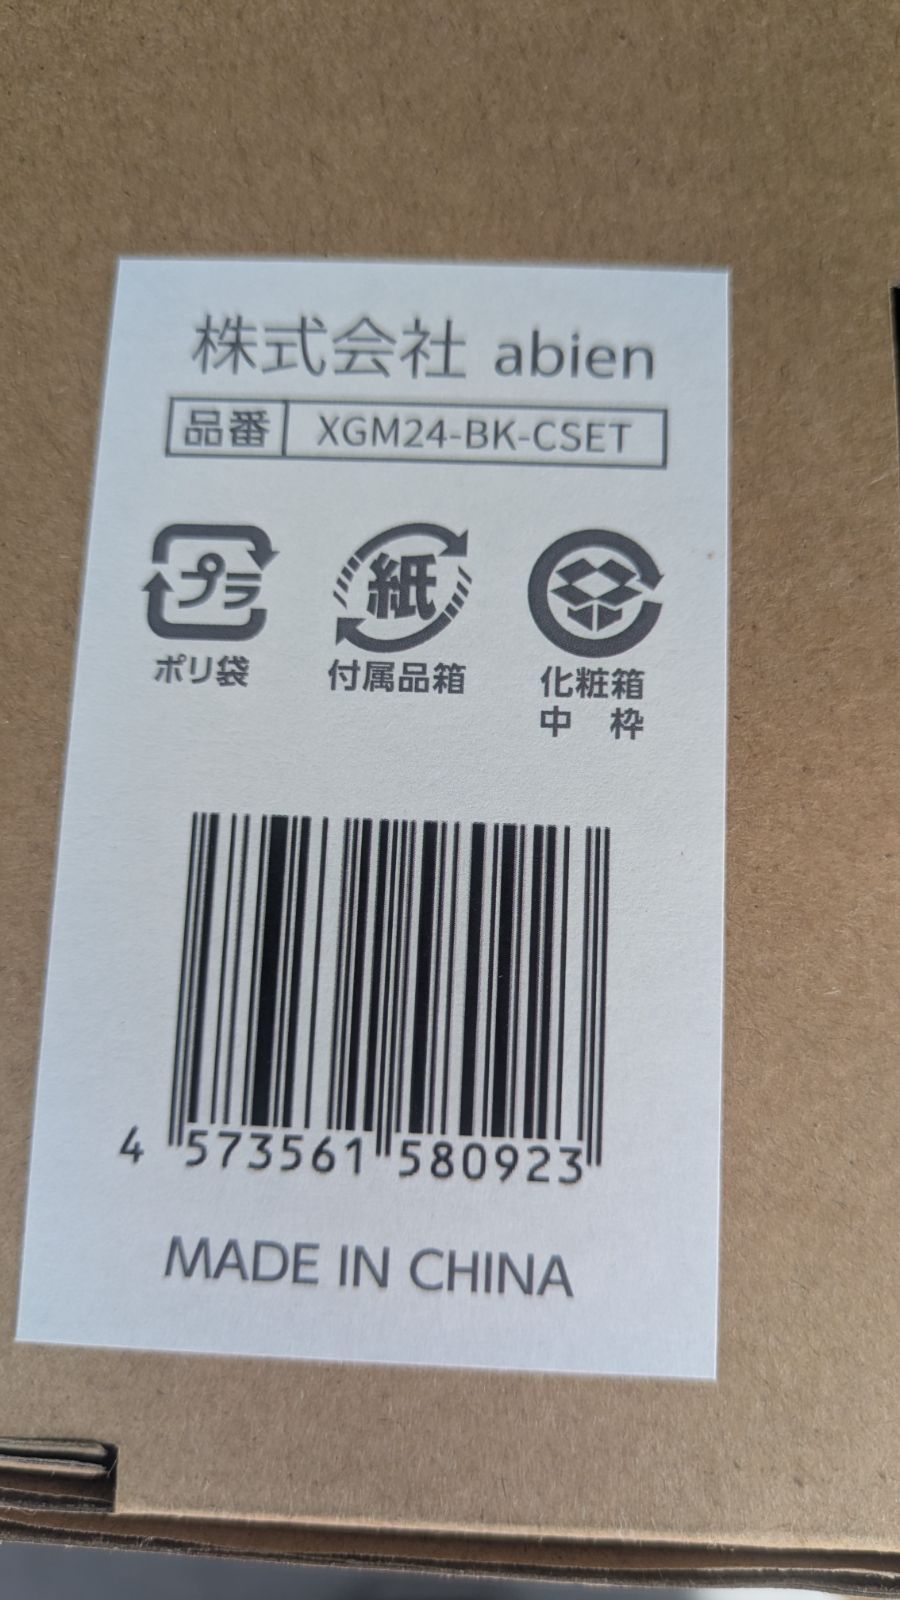 株式会社 abien
品番 XGM24-BK-CSET
プラ 紙
ポリ袋 付属品箱 化粧箱
中 枠
4 573561 580923
MADE IN CHINA